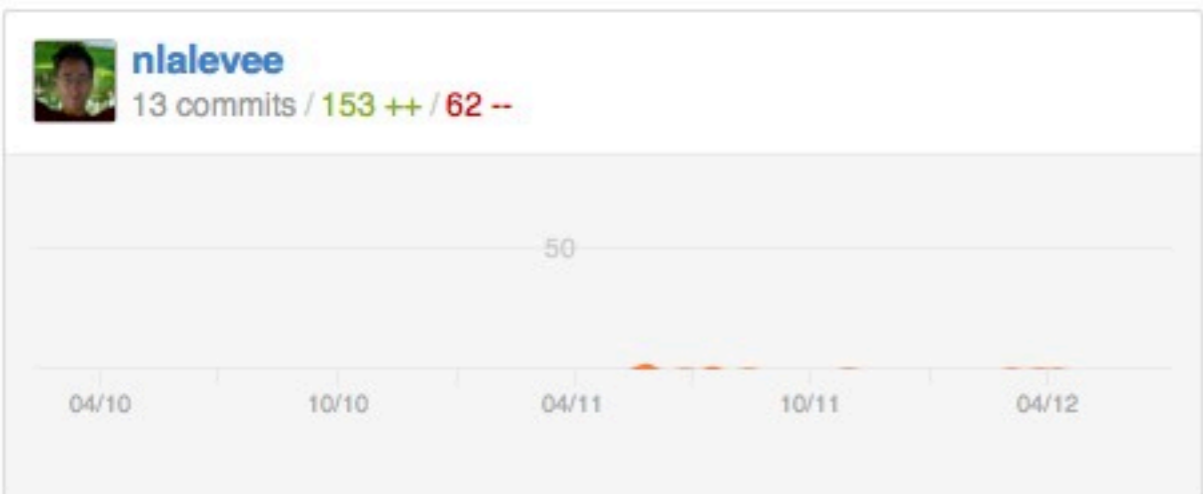 nlalevee
13 commits / 153 ++ / 62 --
50
04/10 10/10 04/11 10/11 04/12